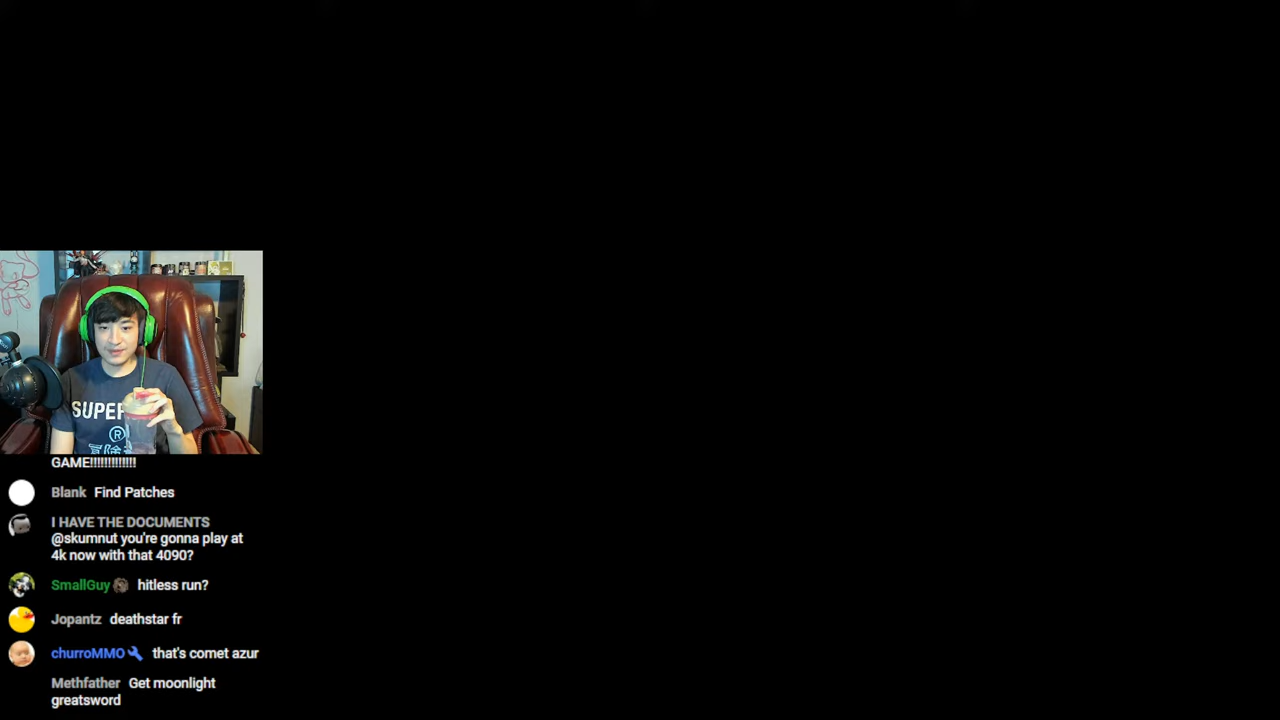 SUPER
®
GAME!!!!!!!!!!!!!
Blank Find Patches
I HAVE THE DOCUMENTS
@skumnut you're gonna play at
4k now with that 4090?
SmallGuy hitless run?
Jopantz deathstar fr
churroMMO that's comet azur
Methfather Get moonlight
greatsword